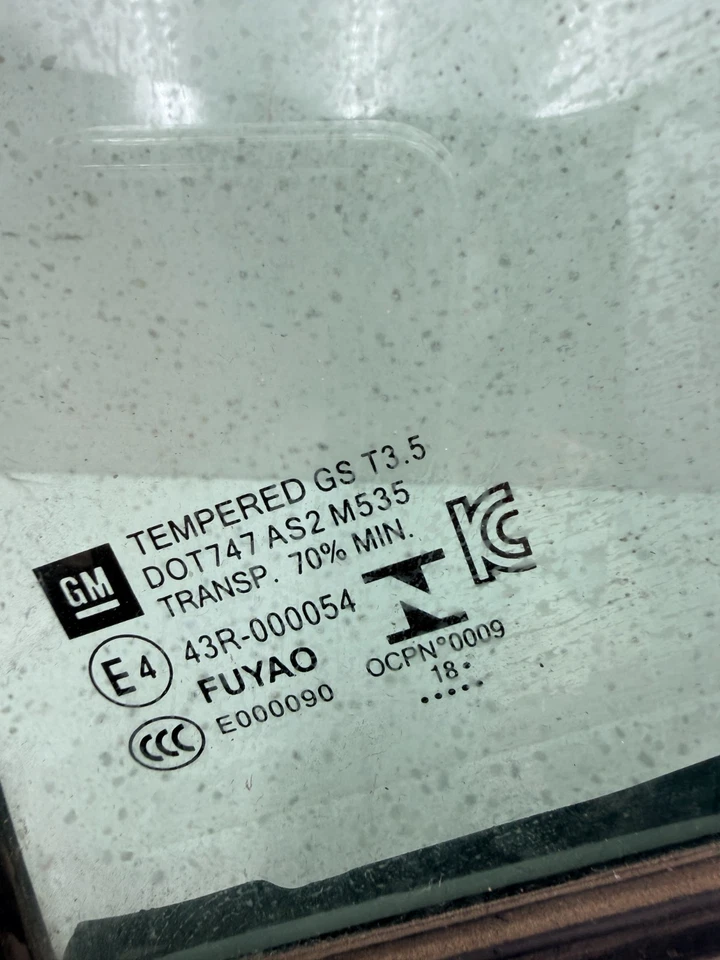 GM
TEMPERED GS T3.5
DOT747 AS2 M535
TRANSP. 70% MIN.
E4 43R-000054
FUYAO
CCC E000090
KC
OCPN°0009
18•
•••••